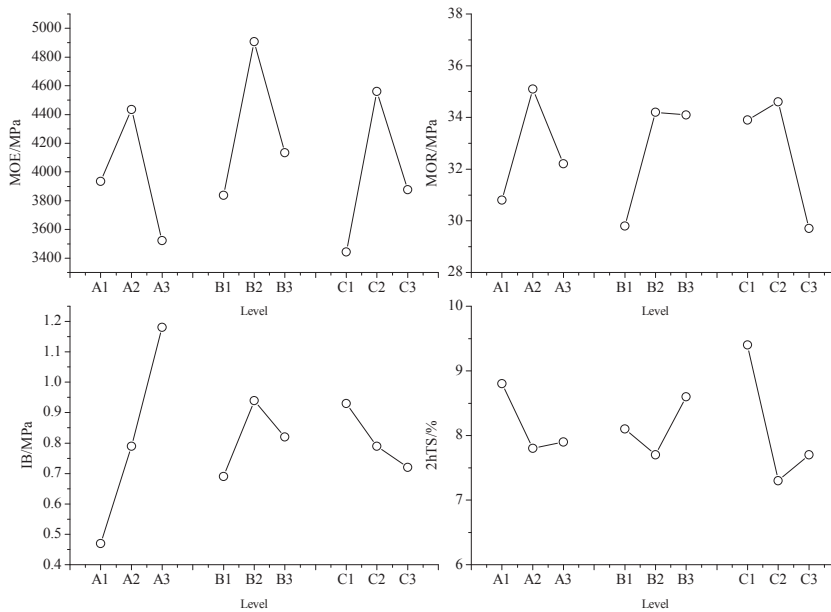 MOE/MPa
5000
4800
4600
4400
4200
4000
3800
3600
3400
A1 A2 A3 B1 B2 B3 C1 C2 C3
Level
MOR/MPa
38
36
34
32
30
28
A1 A2 A3 B1 B2 B3 C1 C2 C3
Level
IB/MPa
1.2
1.1
1.0
0.9
0.8
0.7
0.6
0.5
0.4
A1 A2 A3 B1 B2 B3 C1 C2 C3
Level
2hTS/%
10
9
8
7
6
A1 A2 A3 B1 B2 B3 C1 C2 C3
Level